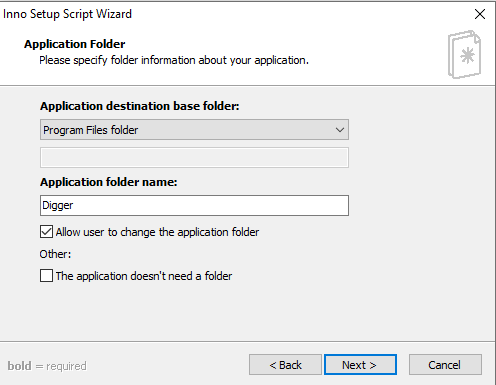 Inno Setup Script Wizard
Application Folder
Please specify folder information about your application.
Application destination base folder:
Program Files folder
Application folder name:
Digger
Allow user to change the application folder
Other:
The application doesn't need a folder
bold = required
< Back
Next >
Cancel